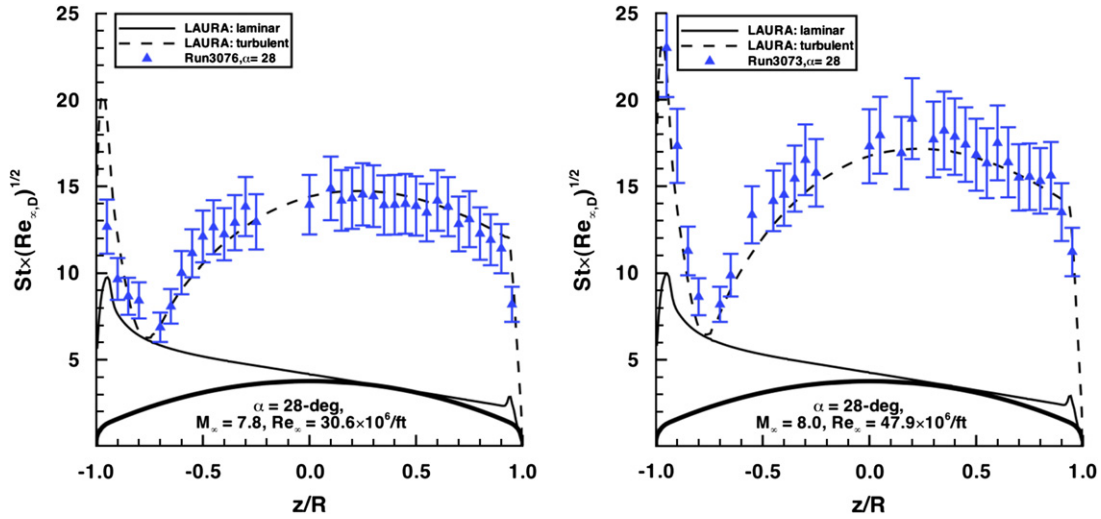 25
20
15
10
5
0
St×(Re∞,D)1/2
LAURA: laminar
LAURA: turbulent
Run3076,α= 28
α = 28-deg,
M∞ = 7.8, Re∞ = 30.6×106/ft
-1.0 -0.5 0.0 0.5 1.0
z/R
25
20
15
10
5
0
St×(Re∞,D)1/2
LAURA: laminar
LAURA: turbulent
Run3073,α= 28
α = 28-deg,
M∞ = 8.0, Re∞ = 47.9×106/ft
-1.0 -0.5 0.0 0.5 1.0
z/R